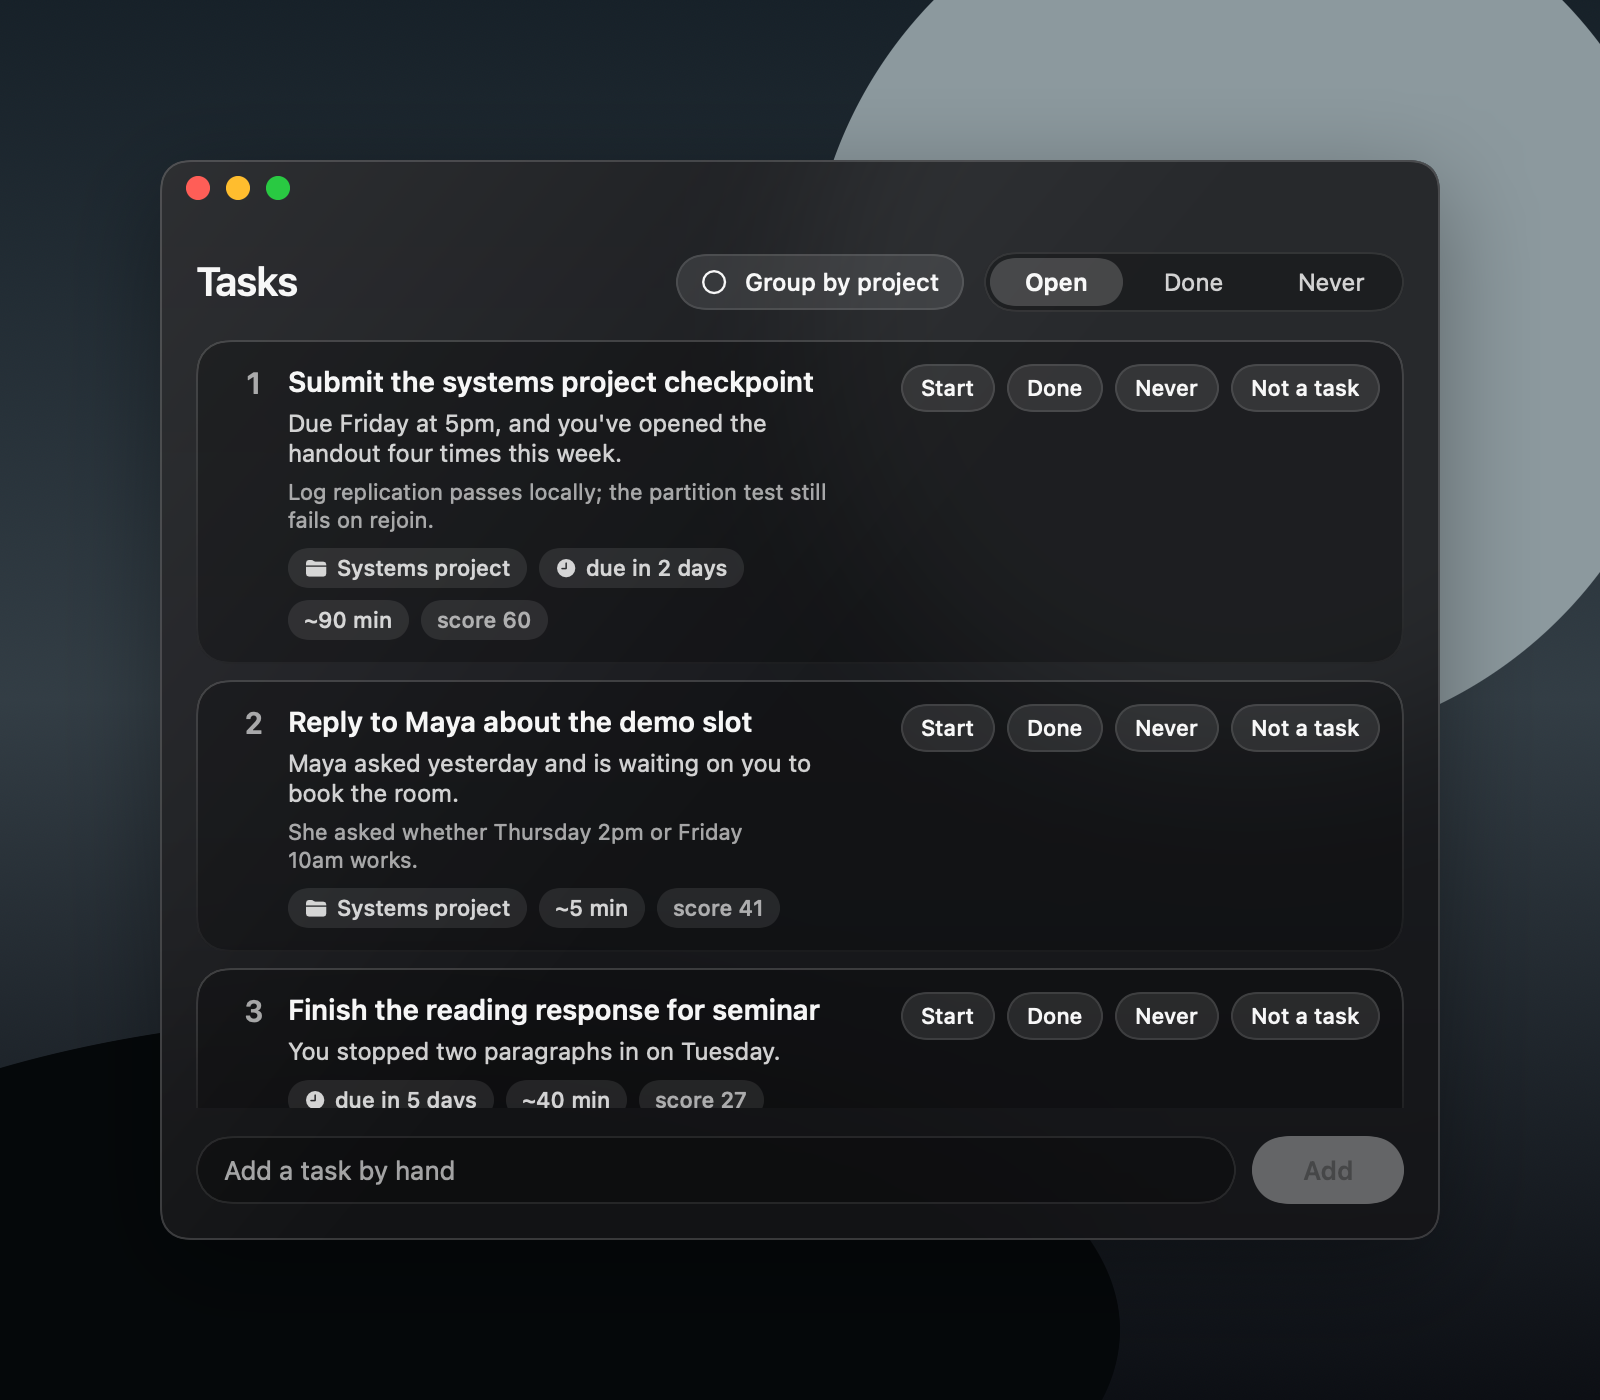 Tasks
Group by project
Open
Done
Never
1
Submit the systems project checkpoint
Start
Done
Never
Not a task
Due Friday at 5pm, and you've opened the
handout four times this week.
Log replication passes locally; the partition test still
fails on rejoin.
Systems project
due in 2 days
~90 min
score 60
2
Reply to Maya about the demo slot
Start
Done
Never
Not a task
Maya asked yesterday and is waiting on you to
book the room.
She asked whether Thursday 2pm or Friday
10am works.
Systems project
~5 min
score 41
3
Finish the reading response for seminar
Start
Done
Never
Not a task
You stopped two paragraphs in on Tuesday.
due in 5 days
~40 min
score 27
Add a task by hand
Add